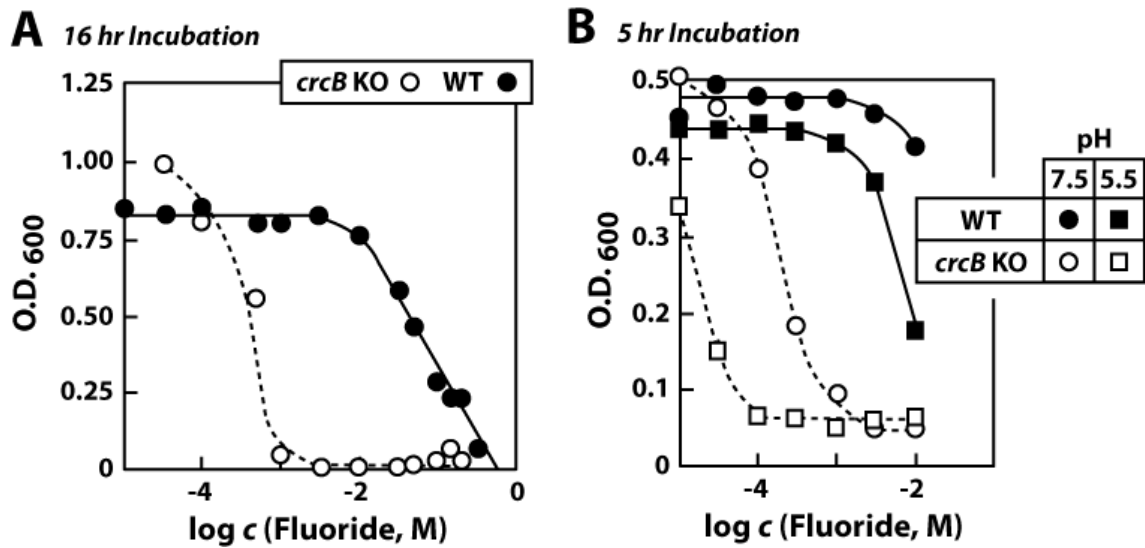 A 16 hr Incubation
crcB KO WT
1.25
1.00
0.75
0.50
0.25
0
O.D.600
-4 -2 0
log c (Fluoride, M)
B 5 hr Incubation
0.5
0.4
0.3
0.2
0.1
0
O.D.600
-4 -2
log c (Fluoride, M)
pH
7.5 5.5
WT
crcB KO